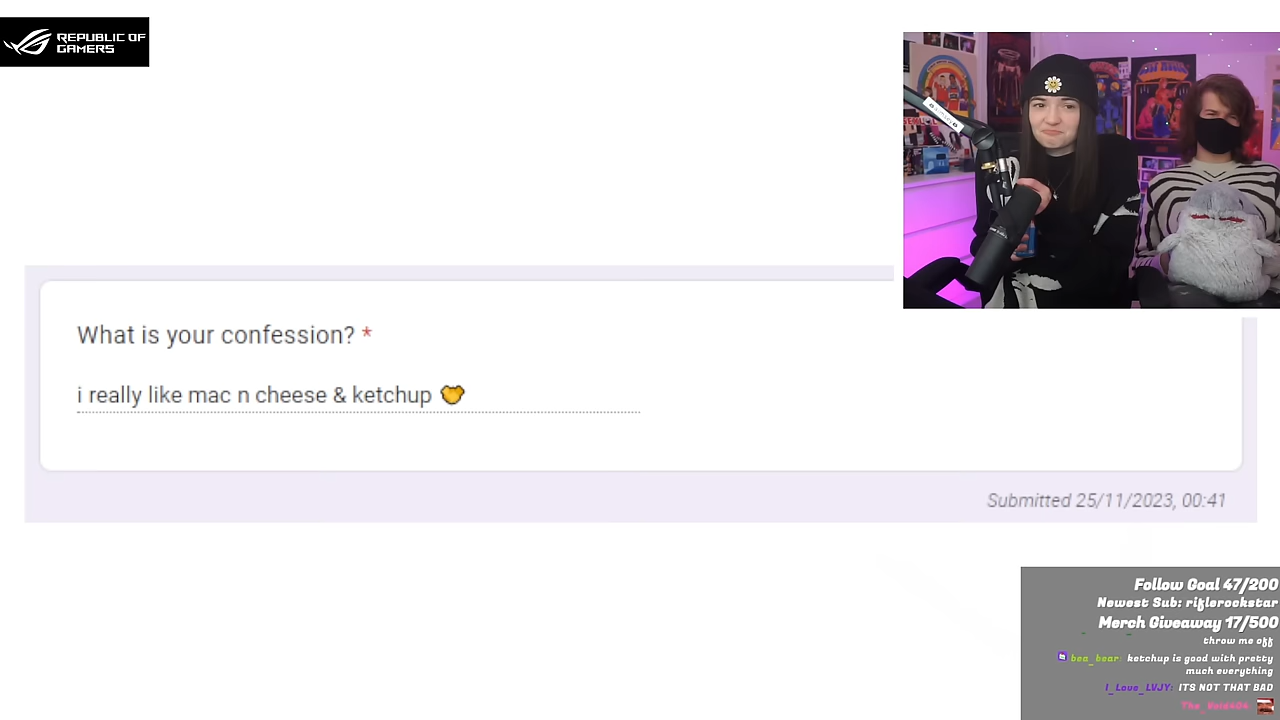 REPUBLIC OF
GAMERS
What is your confession? *
i really like mac n cheese & ketchup
Submitted 25/11/2023, 00:41
Follow Goal 47/200
Newest Sub: riflerockstar
Merch Giveaway 17/500
throw me off
bea_bear: ketchup is good with pretty
much everything
I_Love_LVJY: ITS NOT THAT BAD